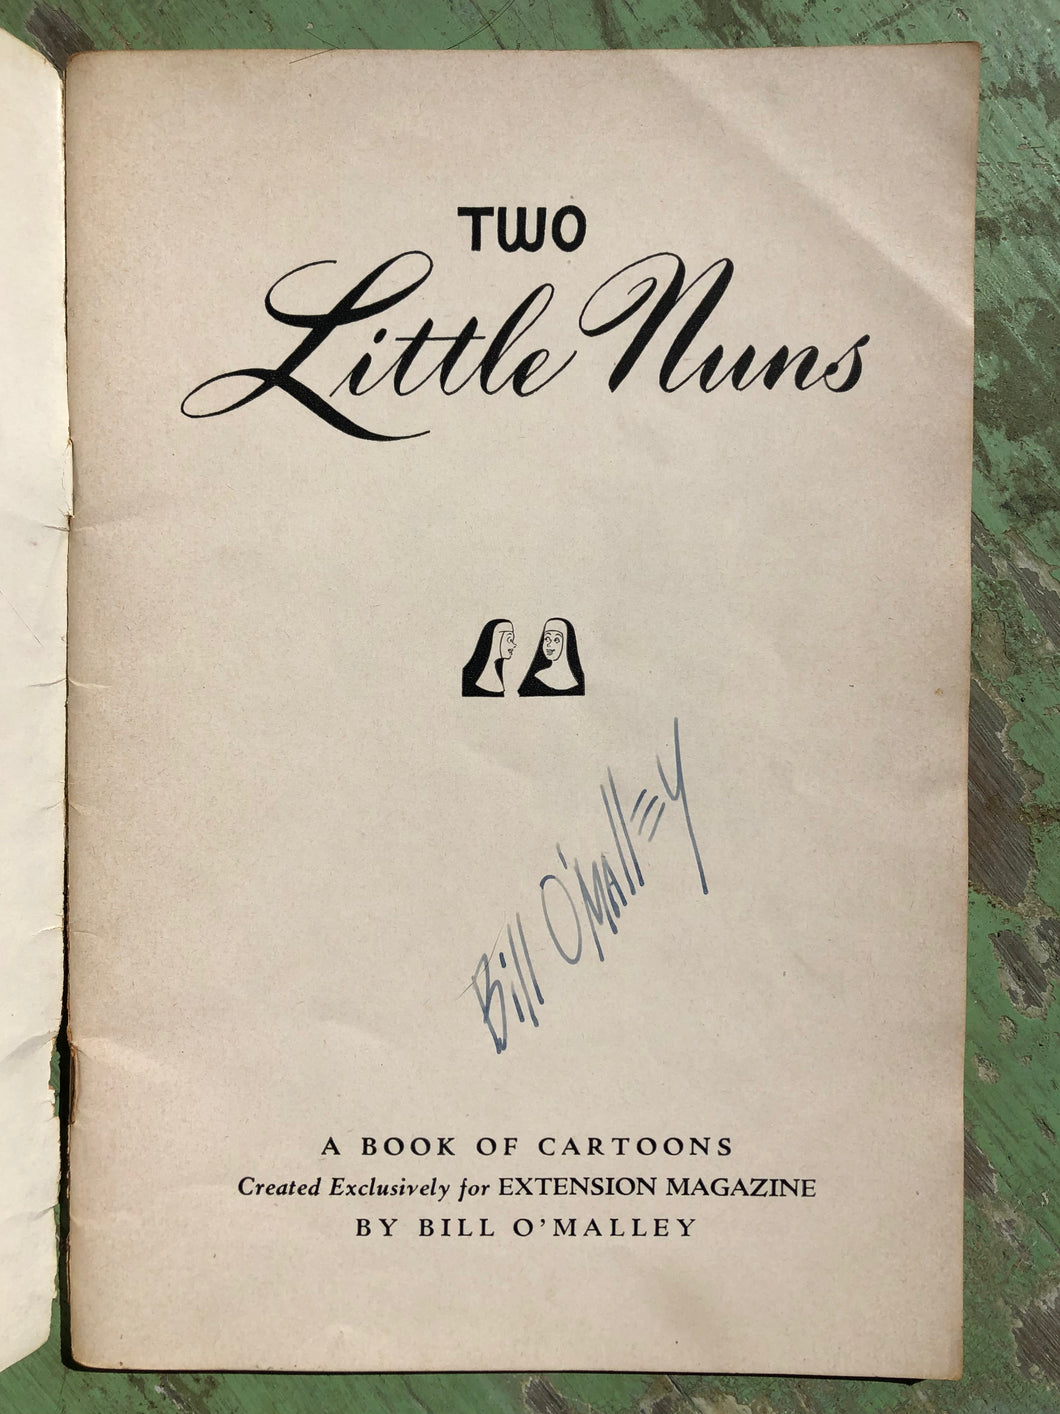 TWO
Little Nuns
Bill O'Malley
A BOOK OF CARTOONS
Created Exclusively for EXTENSION MAGAZINE
BY BILL O'MALLEY